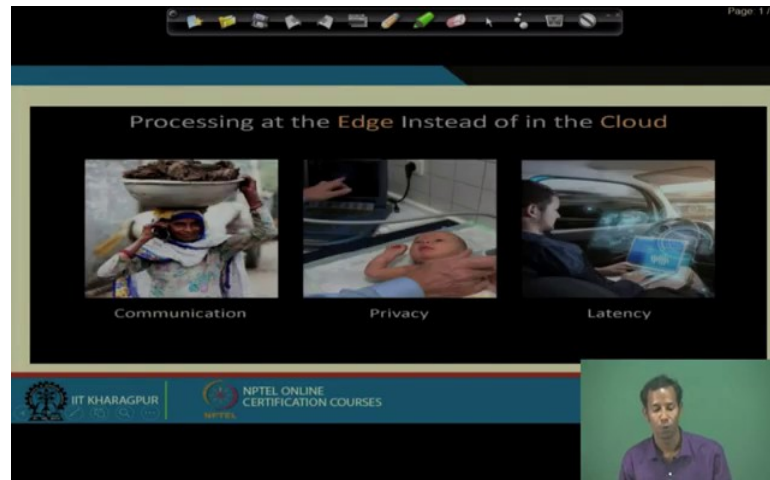 Page 1/
Processing at the Edge Instead of in the Cloud
Communication
Privacy
Latency
IIT KHARAGPUR
NPTEL
NPTEL ONLINE
CERTIFICATION COURSES